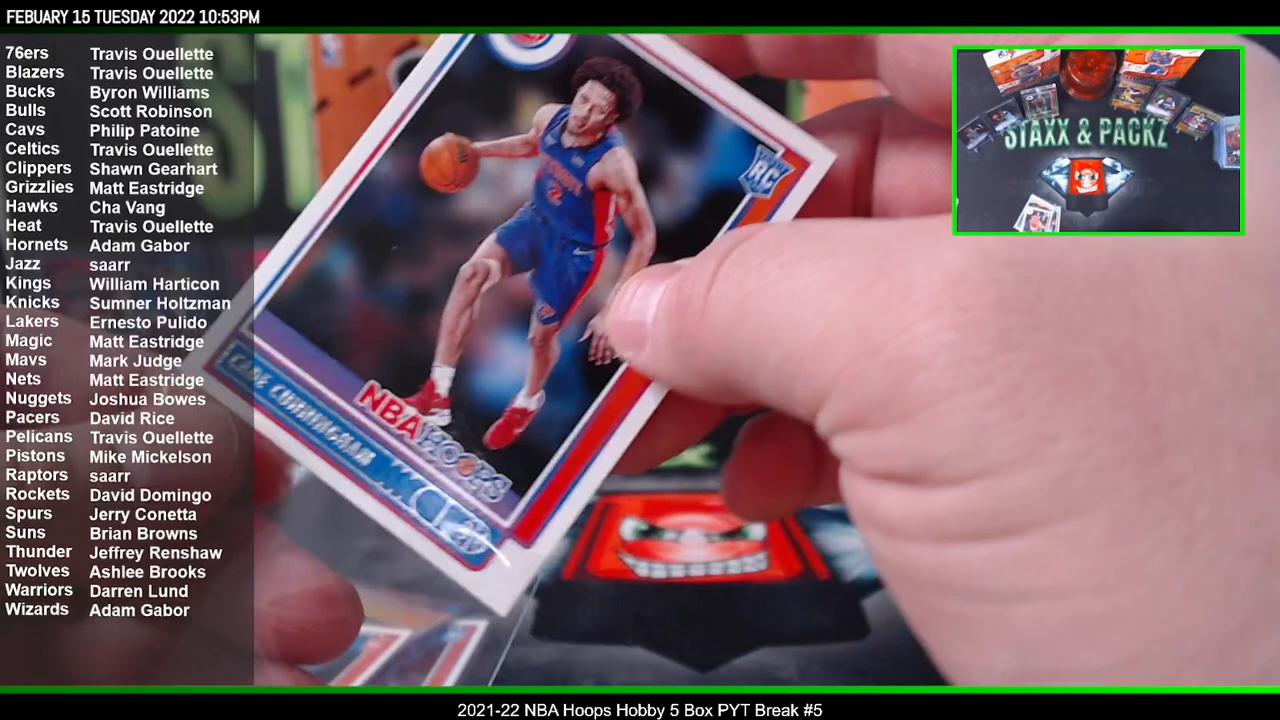 FEBUARY 15 TUESDAY 2022 10:53PM
76ers Travis Ouellette
Blazers Travis Ouellette
Bucks Byron Williams
Bulls Scott Robinson
Cavs Philip Patoine
Celtics Travis Ouellette
Clippers Shawn Gearhart
Grizzlies Matt Eastridge
Hawks Cha Vang
Heat Travis Ouellette
Hornets Adam Gabor
Jazz saarr
Kings William Harticon
Knicks Sumner Holtzman
Lakers Ernesto Pulido
Magic Matt Eastridge
Mavs Mark Judge
Nets Matt Eastridge
Nuggets Joshua Bowes
Pacers David Rice
Pelicans Travis Ouellette
Pistons Mike Mickelson
Raptors saarr
Rockets David Domingo
Spurs Jerry Conetta
Suns Brian Browns
Thunder Jeffrey Renshaw
Twolves Ashlee Brooks
Warriors Darren Lund
Wizards Adam Gabor
RC
2
CADE CUNNINGHAM
NBA HOOPS
STAXX & PACKZ
2021-22 NBA Hoops Hobby 5 Box PYT Break #5